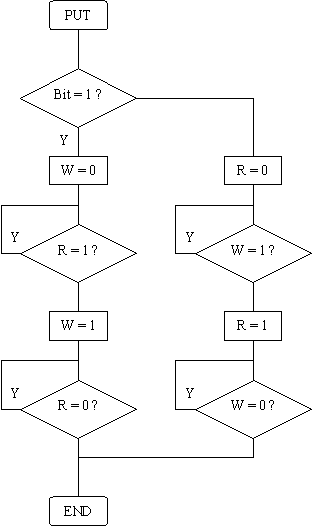 PUT
Bit = 1 ?
Y
W = 0
R = 0
Y
R = 1 ?
Y
W = 1 ?
W = 1
R = 1
Y
R = 0 ?
Y
W = 0 ?
END